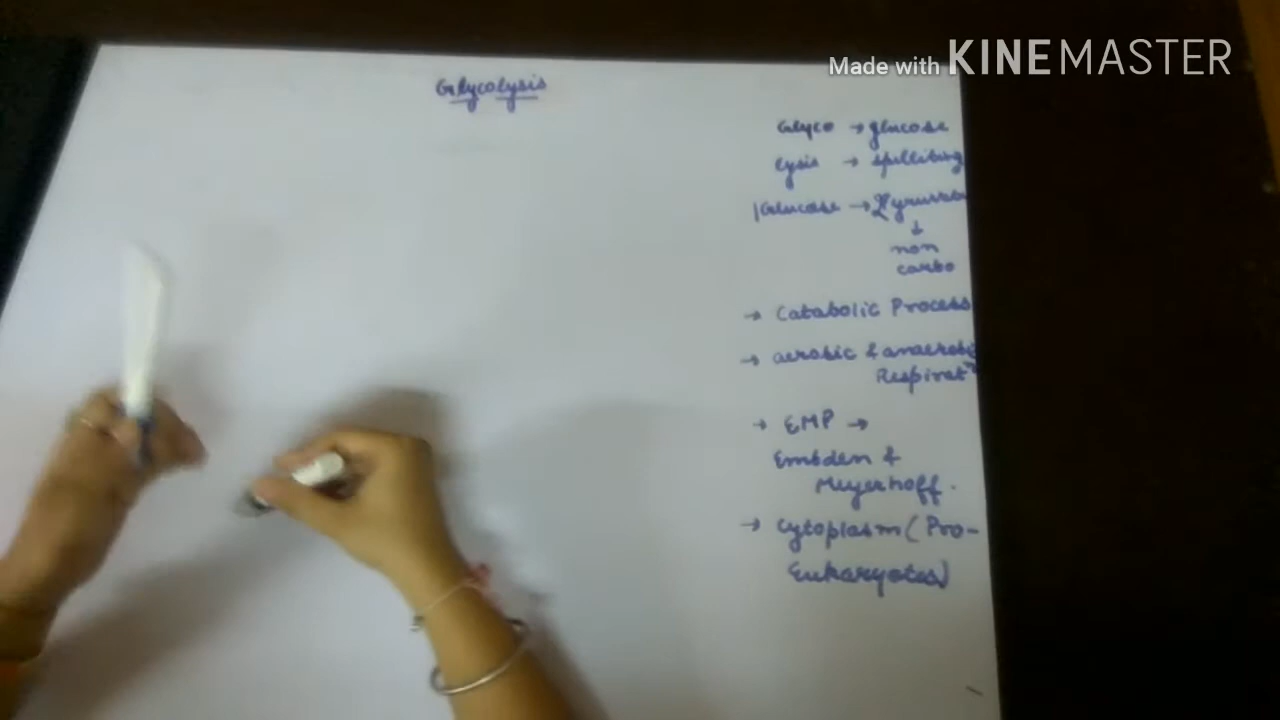 Made with KINEMASTER
Glycolysis
Glyco → glucose
lysis → splitting
1 Glucose → 2
↓
non
carbo
→ Catabolic Process
→ aerobic & anaerobic
Respirat
→ EMP →
Embden &
Meyerhoff.
→ Cytoplasm (Pro-
Eukaryotes)